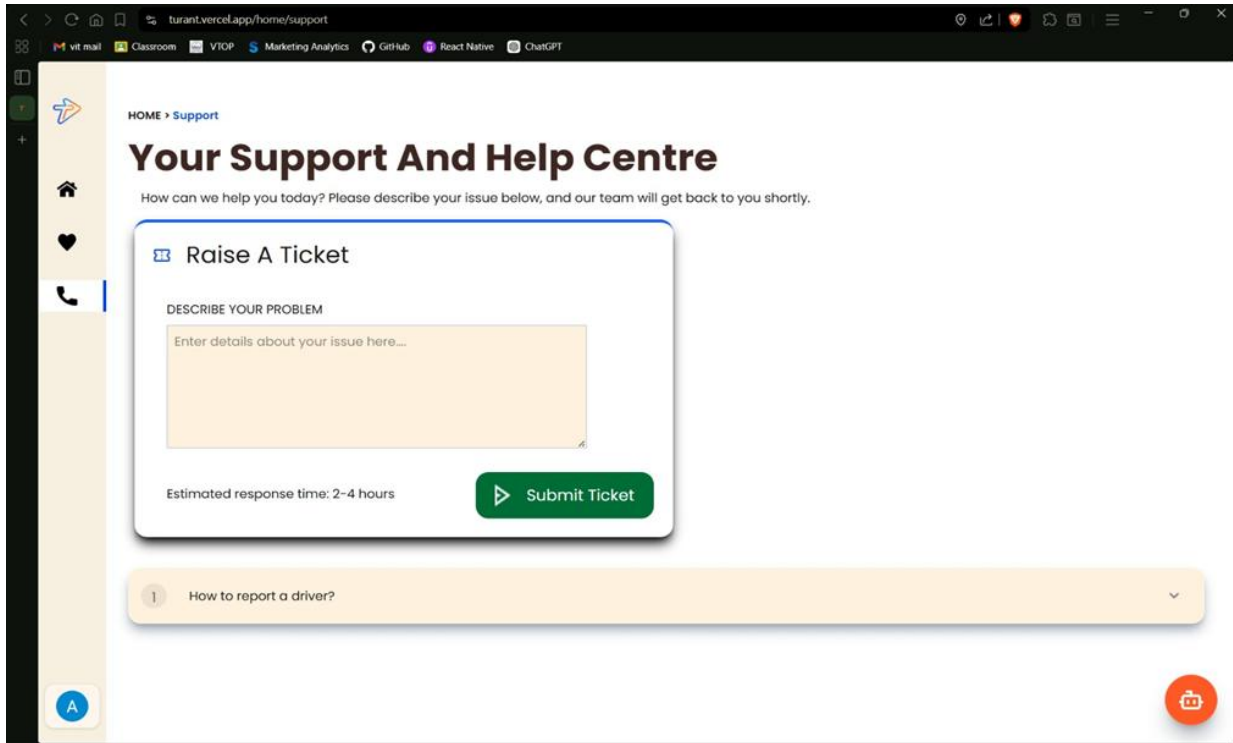 turant.vercel.app/home/support
vit mail Classroom VTOP Marketing Analytics GitHub React Native ChatGPT
T
HOME > Support
Your Support And Help Centre
How can we help you today? Please describe your issue below, and our team will get back to you shortly.
Raise A Ticket
DESCRIBE YOUR PROBLEM
Enter details about your issue here....
Estimated response time: 2-4 hours
Submit Ticket
1 How to report a driver?
A